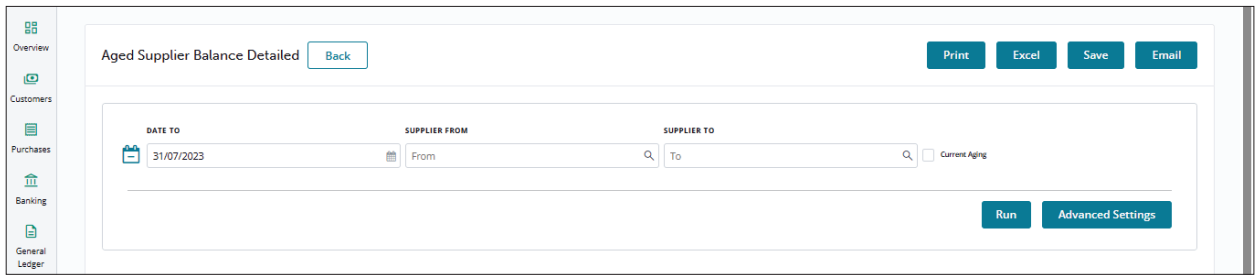 Overview
Customers
Purchases
Banking
General
Ledger
Aged Supplier Balance Detailed
Back
Print
Excel
Save
Email
DATE TO
SUPPLIER FROM
SUPPLIER TO
31/07/2023
From
To
Current Aging
Run
Advanced Settings